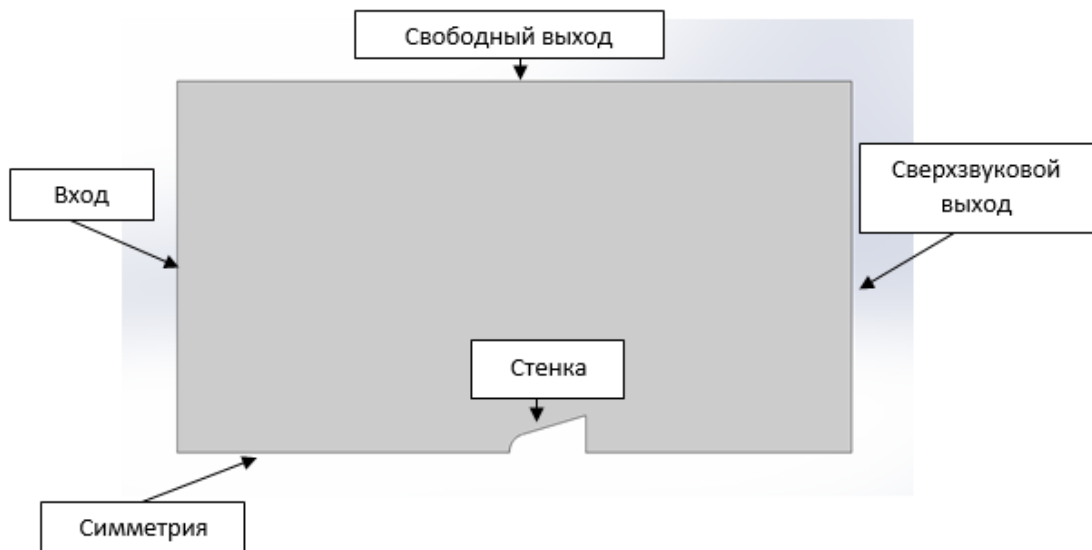 Свободный выход
Вход
Сверхзвуковой
выход
Стенка
Симметрия